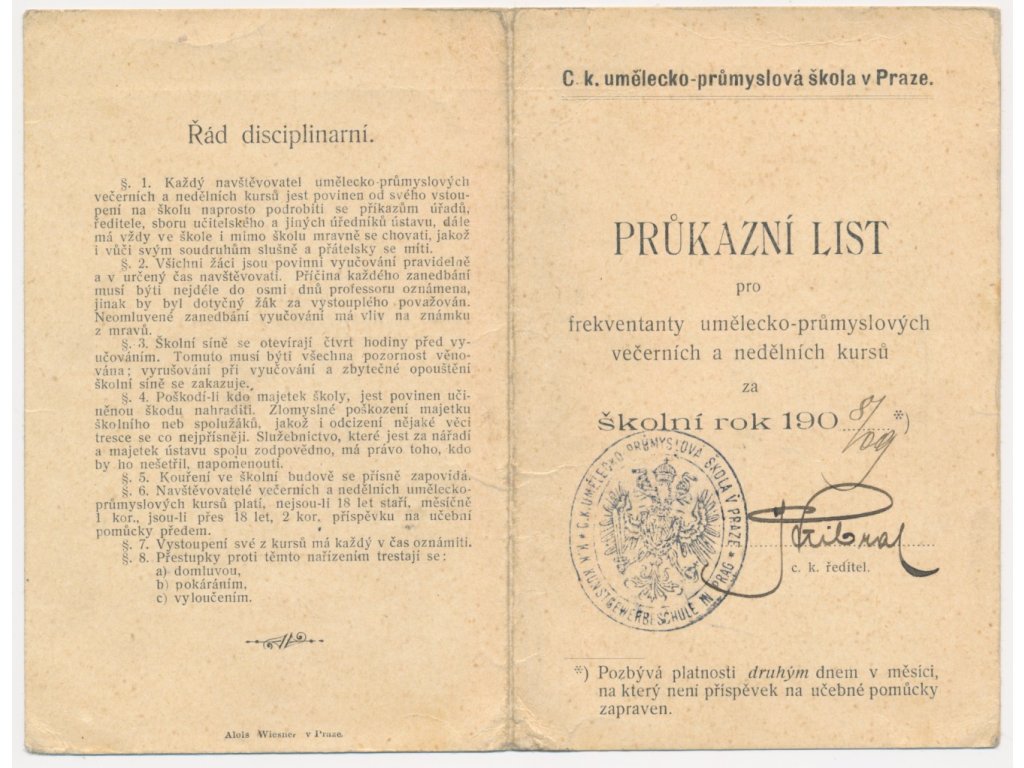 Řád disciplinarní.
§. 1. Každý navštěvovatel umělecko-průmyslových
večerních a nedělních kursů jest povinen od svého vstou-
pení na školu naprosto podrobiti se příkazům úřadů,
ředitele, sboru učitelského a jiných úředníků ústavu, dále
má vždy ve škole i mimo školu mravně se chovati, jakož
i vůči svým soudruhům slušně a přátelsky se míti.
§. 2. Všichni žáci jsou povinni vyučování pravidelně
a v určený čas navštěvovati. Příčina každého zanedbání
musí býti nejdéle do osmi dnů professoru oznámena,
jinak by byl dotyčný žák za vystouplého považován.
Neomluvené zanedbání vyučování má vliv na známku
z mravů.
§. 3. Školní síně se otevírají čtvrt hodiny před vy-
učováním. Tomuto musí býti všechna pozornost věno-
vána; vyrušování při vyučování a zbytečné opouštění
školní síně se zakazuje.
§. 4. Poškodí-li kdo majetek školy, jest povinen uči-
něnou škodu nahraditi. Zlomyslné poškození majetku
školního neb spolužáků, jakož i odcizení nějaké věci
tresce se co nejpřísněji. Služebnictvo, které jest za nářadí
a majetek ústavu spolu zodpovědno, má právo toho, kdo
by ho nešetřil, napomenouti.
§. 5. Kouření ve školní budově se přísně zapovídá.
§. 6. Navštěvovatelé večerních a nedělních umělecko-
průmyslových kursů platí, nejsou-li 18 let staří, měsíčně
1 kor., jsou-li přes 18 let, 2 kor. příspěvku na učební
pomůcky předem.
§. 7. Vystoupení své z kursů má každý v čas oznámiti.
§. 8. Přestupky proti těmto nařízením trestají se:
a) domluvou,
b) pokáráním,
c) vyloučením.
Alois Wiesner v Praze.
C. k. umělecko-průmyslová škola v Praze.
PRŮKAZNÍ LIST
pro
frekventanty umělecko-průmyslových
večerních a nedělních kursů
za
školní rok 190 8/909 *)
C. K. UMĚLECKO PRŮMYSLOVÁ ŠKOLA V PRAZE
K. K. KUNSTGEWERBESCHULE IN PRAG
c. k. ředitel.
*) Pozbývá platnosti druhým dnem v měsíci,
na který není příspěvek na učebné pomůcky
zapraven.